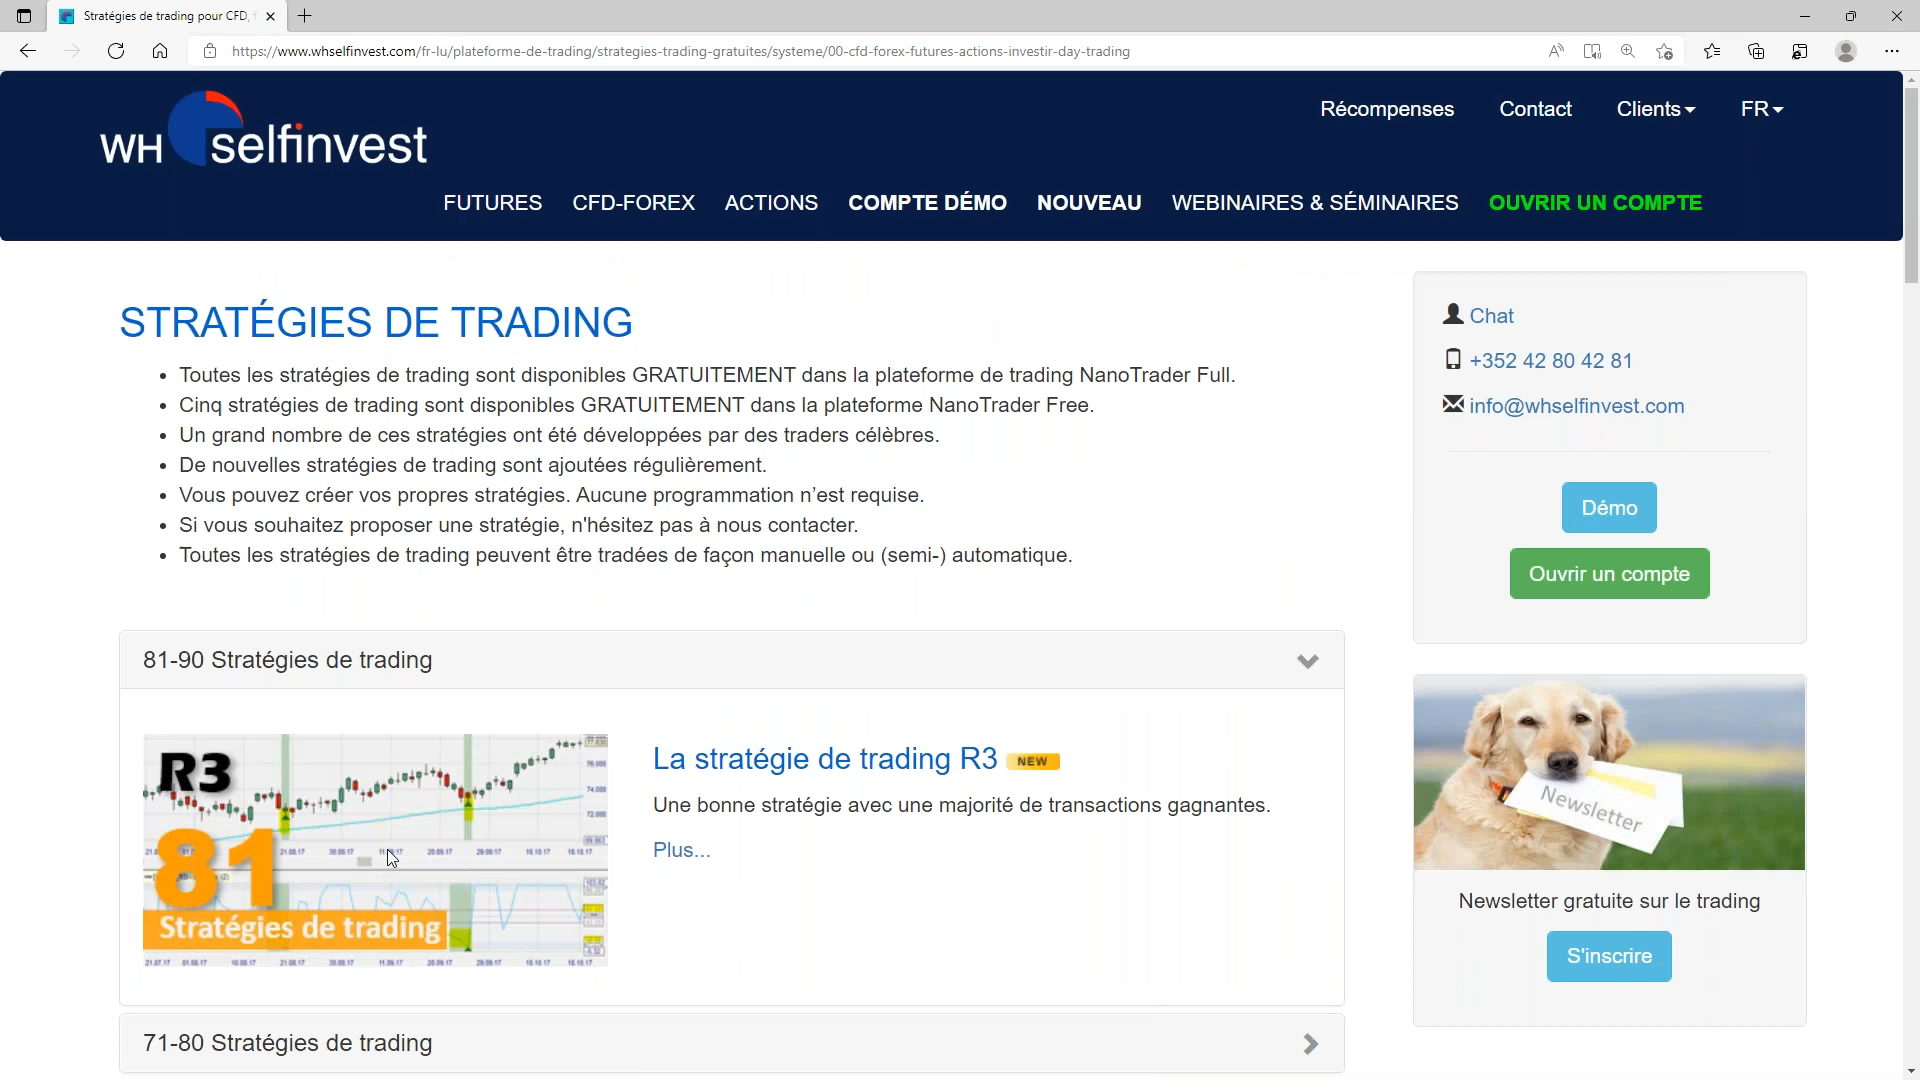 Stratégies de trading pour CFD,
https://www.whselfinvest.com/fr-lu/plateforme-de-trading/strategies-trading-gratuites/systeme/00-cfd-forex-futures-actions-investir-day-trading
WH selfinvest
Récompenses
Contact
Clients
FR
FUTURES
CFD-FOREX
ACTIONS
COMPTE DÉMO
NOUVEAU
WEBINAIRES & SÉMINAIRES
OUVRIR UN COMPTE
STRATÉGIES DE TRADING
• Toutes les stratégies de trading sont disponibles GRATUITEMENT dans la plateforme de trading NanoTrader Full.
• Cinq stratégies de trading sont disponibles GRATUITEMENT dans la plateforme NanoTrader Free.
• Un grand nombre de ces stratégies ont été développées par des traders célèbres.
• De nouvelles stratégies de trading sont ajoutées régulièrement.
• Vous pouvez créer vos propres stratégies. Aucune programmation n’est requise.
• Si vous souhaitez proposer une stratégie, n'hésitez pas à nous contacter.
• Toutes les stratégies de trading peuvent être tradées de façon manuelle ou (semi-) automatique.
81-90 Stratégies de trading
R3
81
Stratégies de trading
La stratégie de trading R3 NEW
Une bonne stratégie avec une majorité de transactions gagnantes.
Plus...
71-80 Stratégies de trading
Chat
+352 42 80 42 81
info@whselfinvest.com
Démo
Ouvrir un compte
Newsletter
Newsletter gratuite sur le trading
S'inscrire